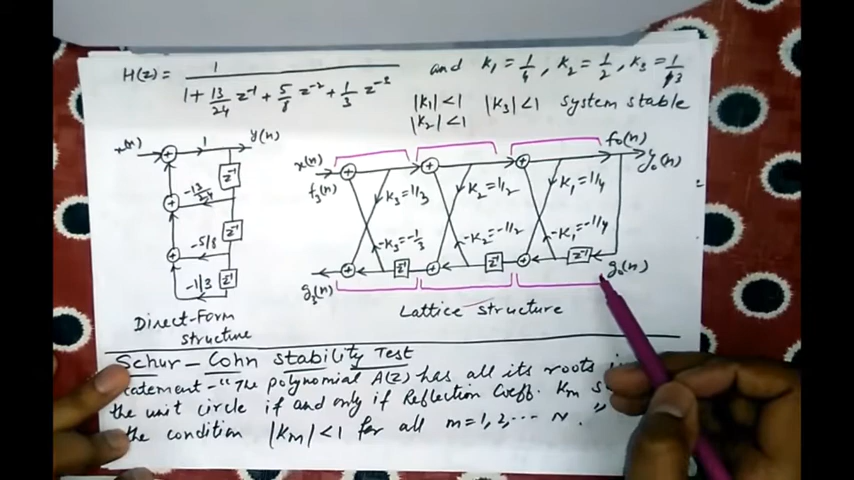 H(z) = 1 / (1 + 13/24 z⁻¹ + 5/8 z⁻² + 1/3 z⁻³) and K₁ = 1/4, K₂ = 1/2, K₃ = 1/3
|K₁| < 1 |K₃| < 1 system stable
|K₂| < 1
x(n) 1 y(n)
+
z⁻¹
-13/24
+
z⁻¹
-5/8
+
-1/3 z⁻¹
Direct-Form
structure
x(n) f₀(n)
+ + + y₀(n)
f₃(n)
K₃ = 1/3 K₂ = 1/2 K₁ = 1/4
-K₃ = -1/3 -K₂ = -1/2 -K₁ = -1/4
+ z⁻¹ + z⁻¹ + z⁻¹ g₀(n)
g₃(n)
Lattice structure
Schur-Cohn stability Test
statement - "The polynomial A(z) has all its roots
the unit circle if and only if Reflection Coeff. Km
the condition |Km| < 1 for all m = 1, 2, ... N."